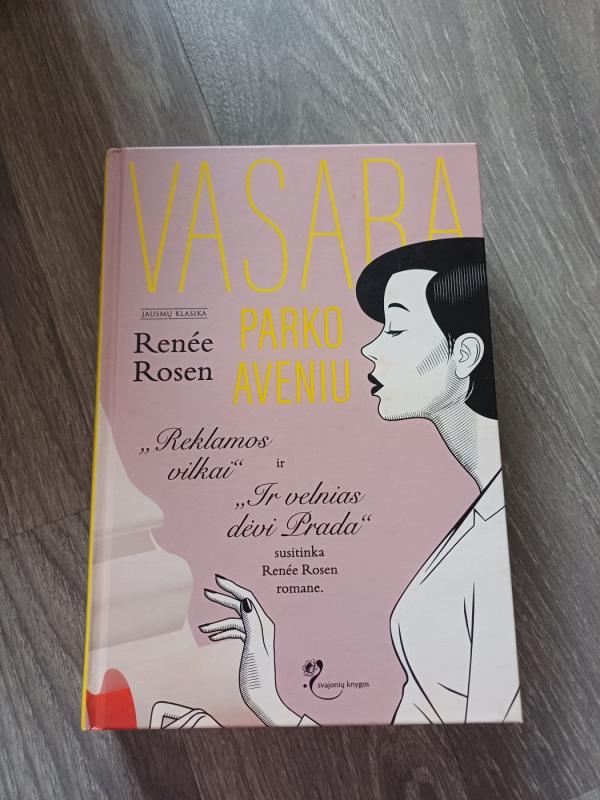 VASARA
JAUSMŲ KLASIKA
Renée
Rosen
PARKO
AVENIU
„Reklamos
vilkai“ ir
„Ir velnias
dėvi Prada“
susitinka
Renée Rosen
romane.
svajonių knygos